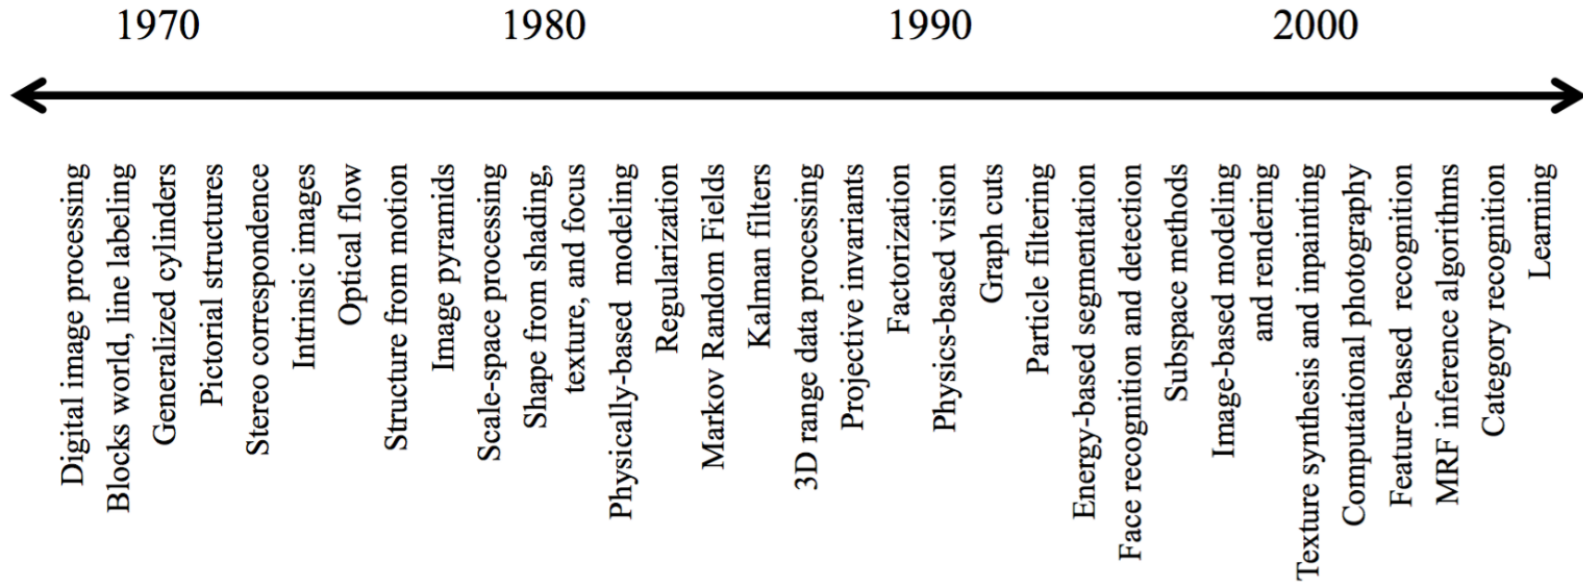 1970
1980
1990
2000
Digital image processing
Blocks world, line labeling
Generalized cylinders
Pictorial structures
Stereo correspondence
Intrinsic images
Optical flow
Structure from motion
Image pyramids
Scale-space processing
Shape from shading,
texture, and focus
Physically-based modeling
Regularization
Markov Random Fields
Kalman filters
3D range data processing
Projective invariants
Factorization
Physics-based vision
Graph cuts
Particle filtering
Energy-based segmentation
Face recognition and detection
Subspace methods
Image-based modeling
and rendering
Texture synthesis and inpainting
Computational photography
Feature-based recognition
MRF inference algorithms
Category recognition
Learning